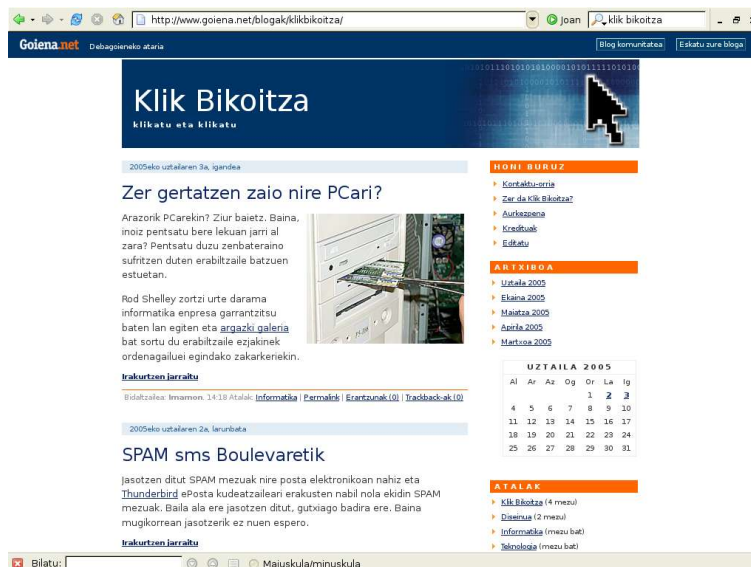 http://www.goiena.net/blogak/klikbikoitza/
Joan
klik bikoitza
Goiena.net Debagoieneko ataria
Blog komunitatea
Eskatu zure bloga
Klik Bikoitza
klikatu eta klikatu
2005eko uztailaren 3a, igandea
Zer gertatzen zaio nire PCari?
Arazorik PCarekin? Ziur baietz. Baina,
inoiz pentsatu bere lekuan jarri al
zara? Pentsatu duzu zenbateraino
sufritzen duten erabiltzaile batzuen
estuetan.
Rod Shelley zortzi urte darama
informatika enpresa garrantzitsu
baten lan egiten eta argazki galeria
bat sortu du erabiltzaile ezjakinek
ordenagailuei egindako zakarkeriekin.
Irakurtzen jarraitu
Bidaltzailea: Imamon, 14:18 Atalak: Informatika | Permalink | Erantzunak (0) | Trackback-ak (0)
2005eko uztailaren 2a, larunbata
SPAM sms Boulevaretik
Jasotzen ditut SPAM mezuak nire posta elektronikoan nahiz eta
Thunderbird ePosta kudeatzaileari erakusten nabil nola ekidin SPAM
mezuak. Baila ala ere jasotzen ditut, gutxiago badira ere. Baina
mugikorrean jasotzerik ez nuen espero.
Irakurtzen jarraitu
HONI BURUZ
Kontaktu-orria
Zer da Klik Bikoitza?
Aurkezpena
Kredituak
Editatu
ARTXIBOA
Uztaila 2005
Ekaina 2005
Maiatza 2005
Apirila 2005
Martxoa 2005
UZTAILA 2005
Al Ar Az Og Or La Ig
1 2 3
4 5 6 7 8 9 10
11 12 13 14 15 16 17
18 19 20 21 22 23 24
25 26 27 28 29 30 31
ATALAK
Klik Bikoitza (4 mezu)
Diseinua (2 mezu)
Informatika (mezu bat)
Teknologia (mezu bat)
Bilatu:
Maiuskula/minuskula